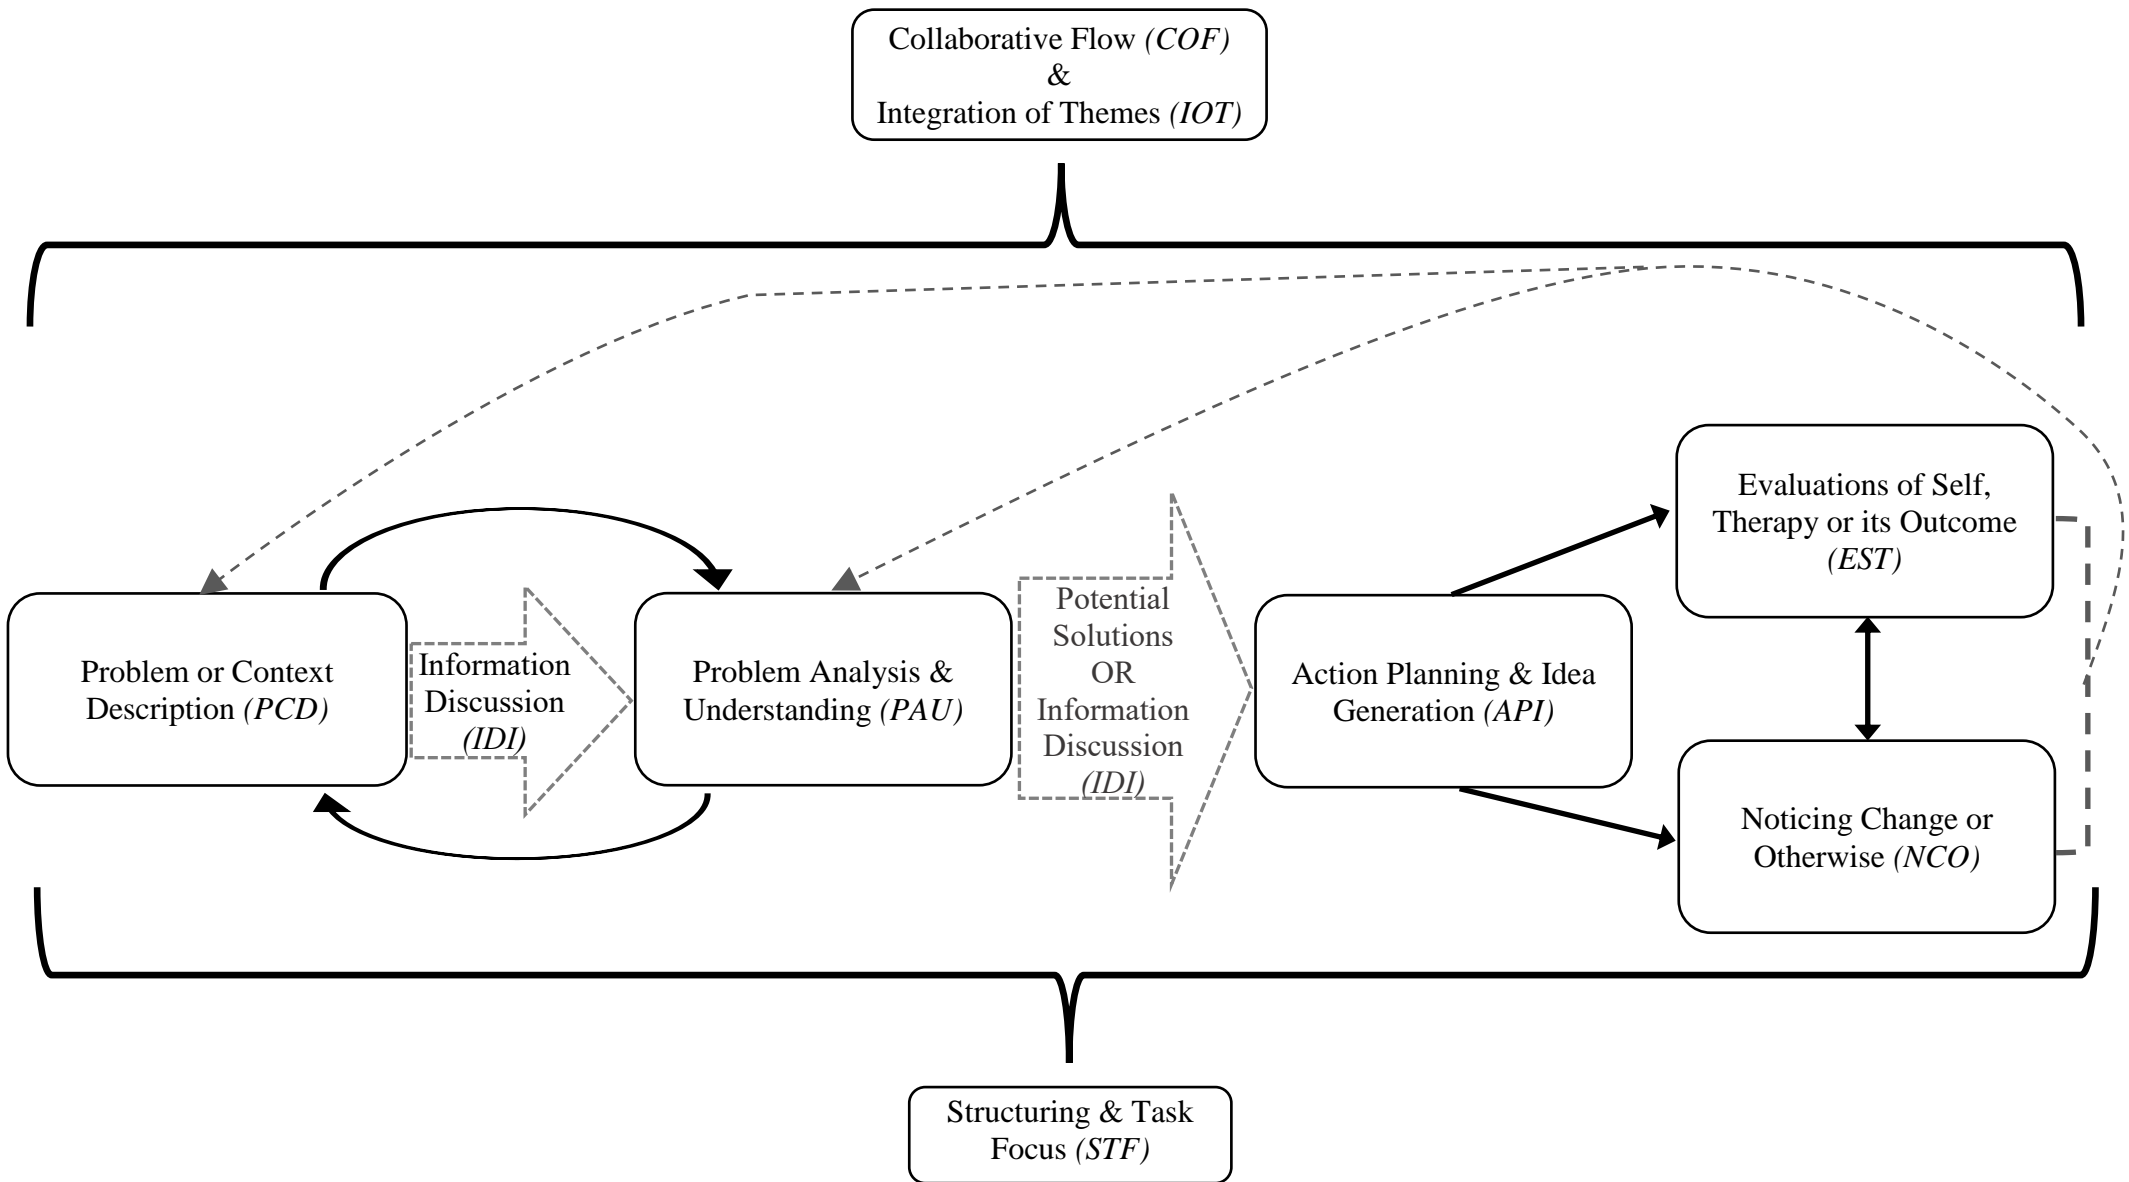 Collaborative Flow (COF)
&
Integration of Themes (IOT)
Problem or Context
Description (PCD)
Information
Discussion
(IDI)
Problem Analysis &
Understanding (PAU)
Potential
Solutions
OR
Information
Discussion
(IDI)
Action Planning & Idea
Generation (API)
Evaluations of Self,
Therapy or its Outcome
(EST)
Noticing Change or
Otherwise (NCO)
Structuring & Task
Focus (STF)